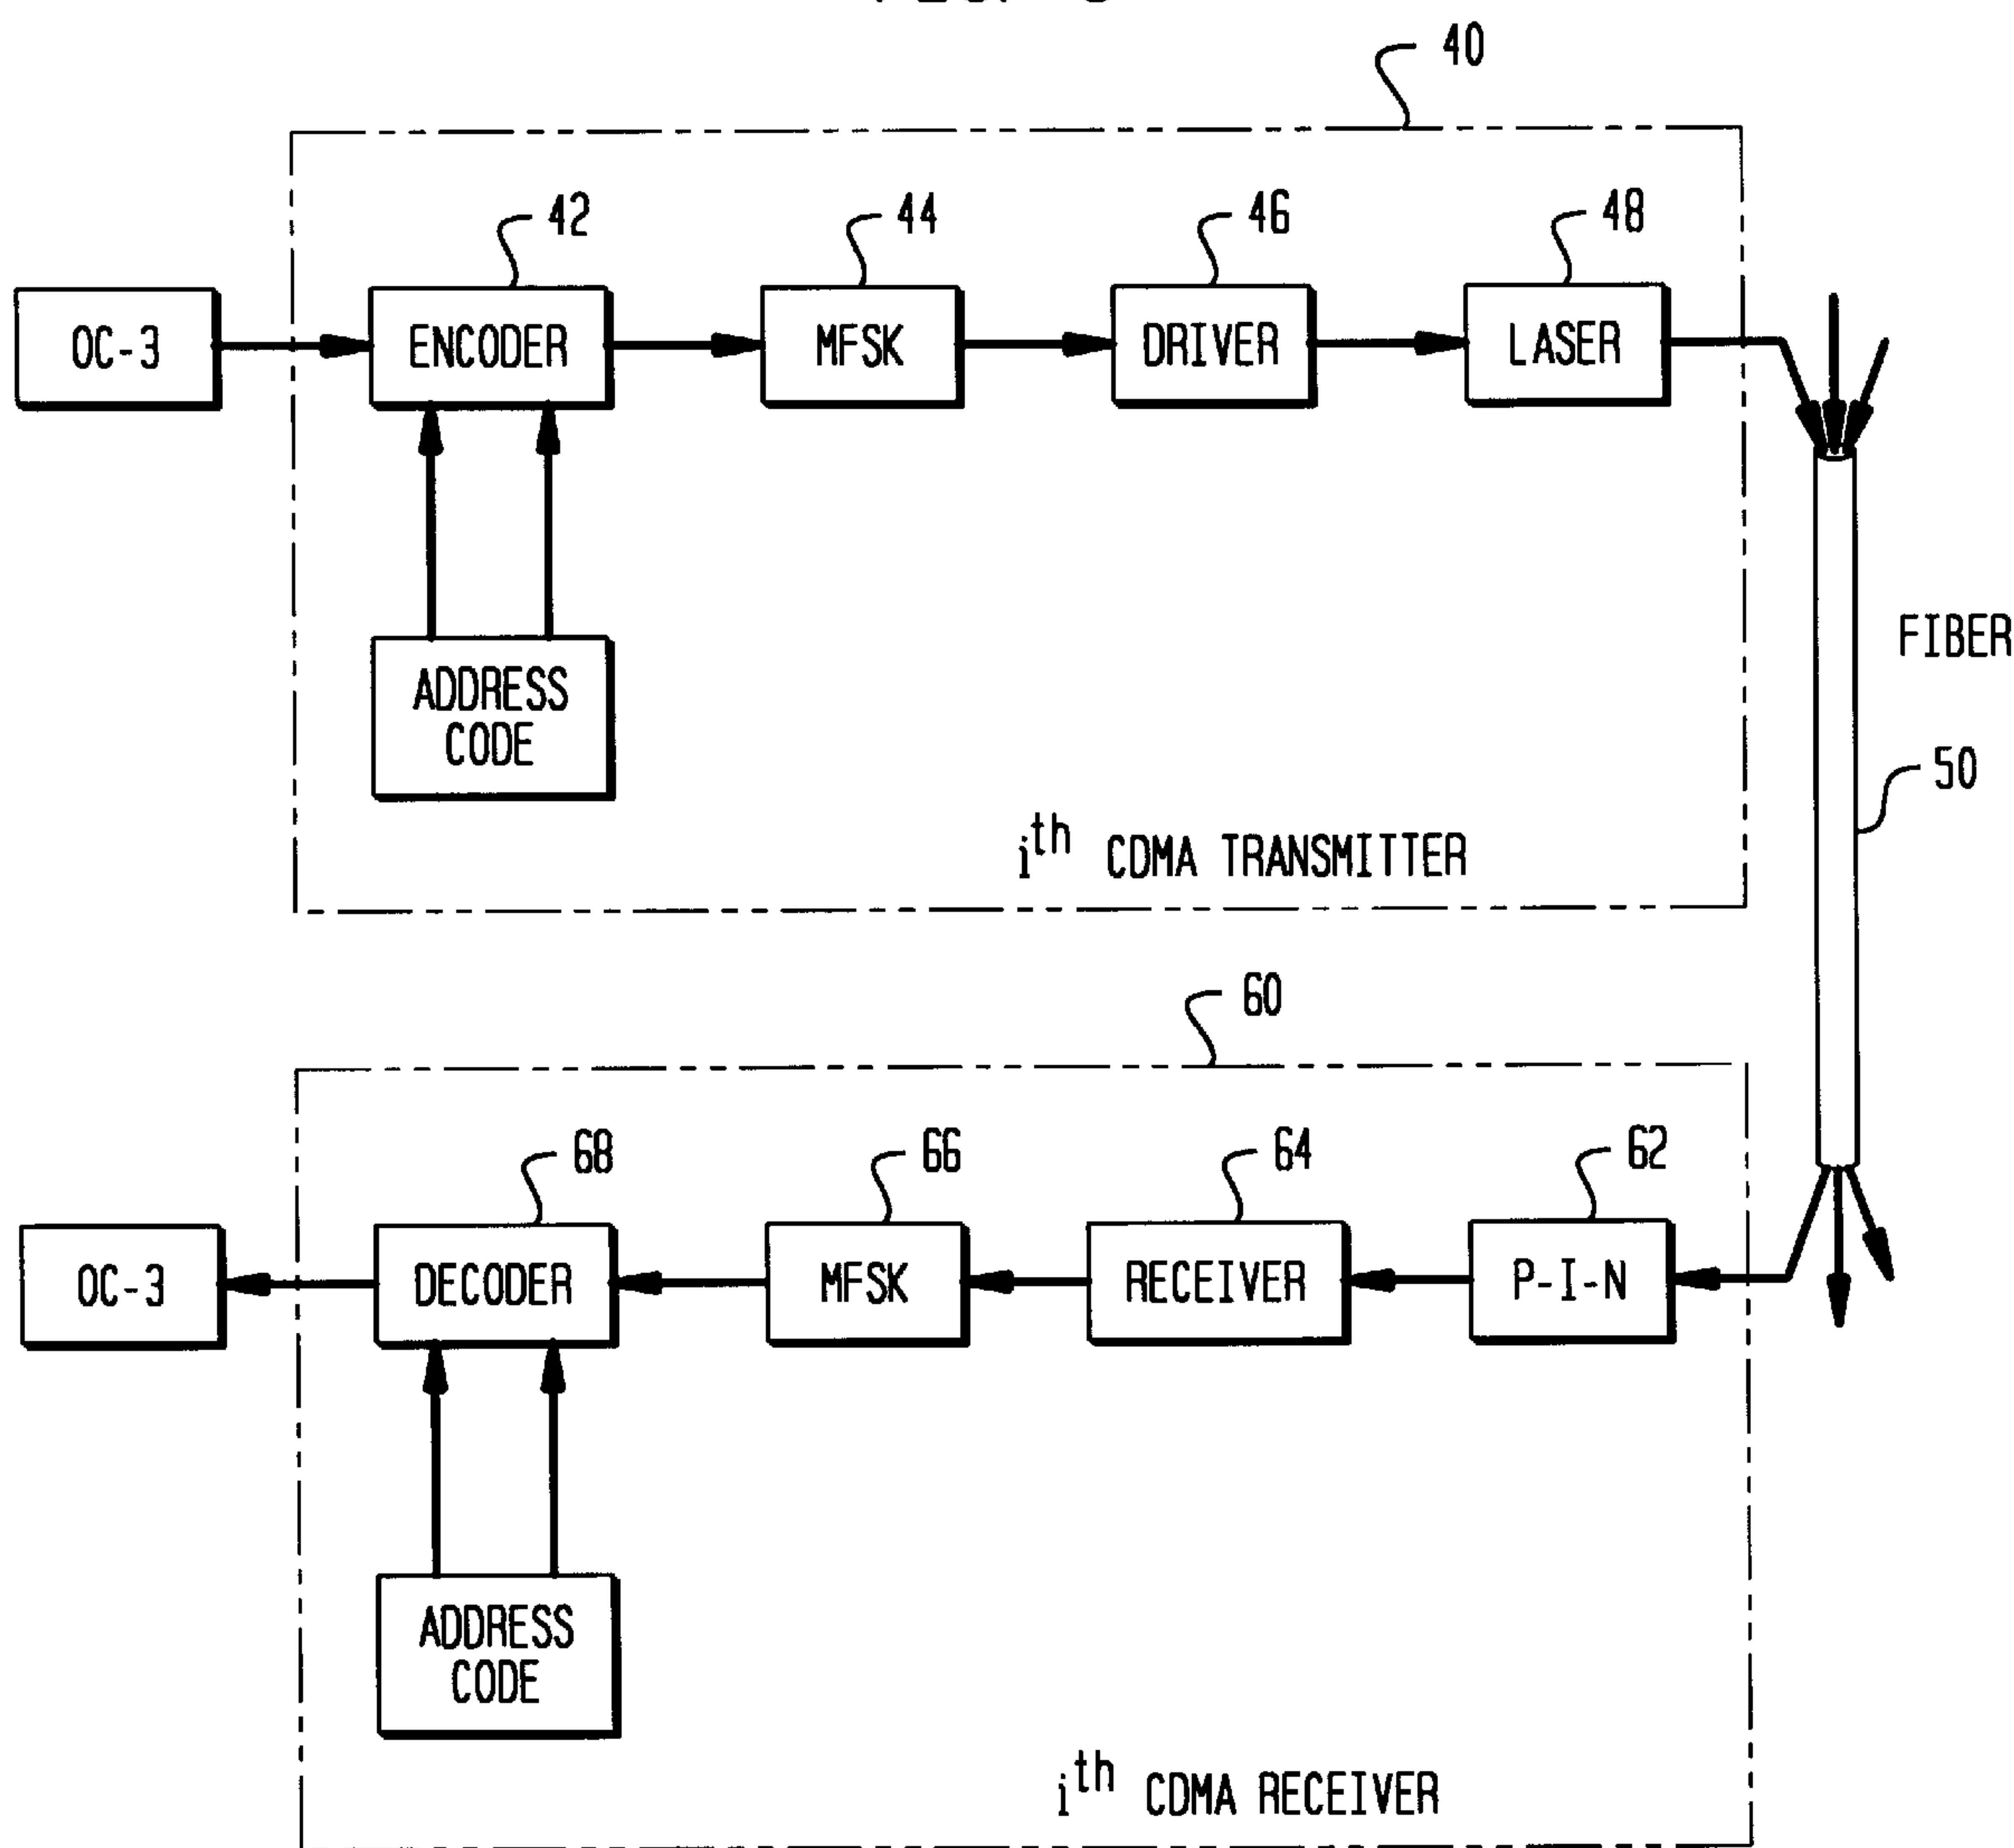 40
42
44
46
48
OC-3
ENCODER
MFSK
DRIVER
LASER
ADDRESS
CODE
FIBER
50
i^th CDMA TRANSMITTER
60
68
66
64
62
OC-3
DECODER
MFSK
RECEIVER
P-I-N
ADDRESS
CODE
i^th CDMA RECEIVER